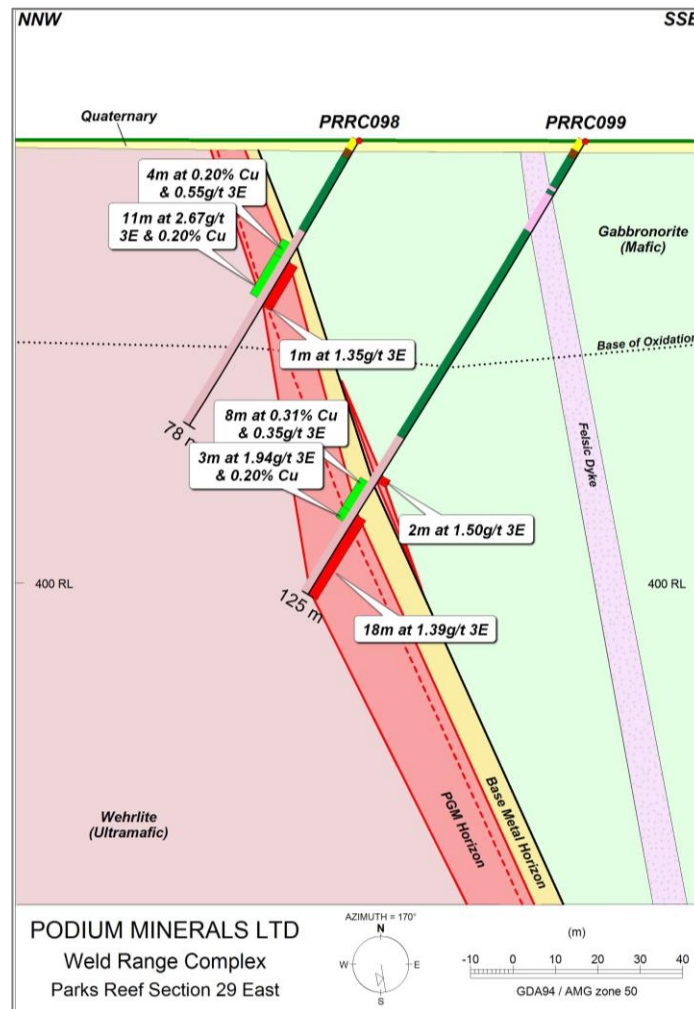 NNW
SSE
Quaternary
PRRC098
PRRC099
4m at 0.20% Cu
& 0.55g/t 3E
11m at 2.67g/t
3E & 0.20% Cu
Gabbronorite
(Mafic)
Base of Oxidation
1m at 1.35g/t 3E
78 m
8m at 0.31% Cu
& 0.35g/t 3E
3m at 1.94g/t 3E
& 0.20% Cu
Felsic Dyke
2m at 1.50g/t 3E
400 RL
400 RL
125 m
18m at 1.39g/t 3E
Wehrlite
(Ultramafic)
PGM Horizon
Base Metal Horizon
PODIUM MINERALS LTD
Weld Range Complex
Parks Reef Section 29 East
AZIMUTH = 170°
N
W
E
S
(m)
-10 0 10 20 30 40
GDA94 / AMG zone 50